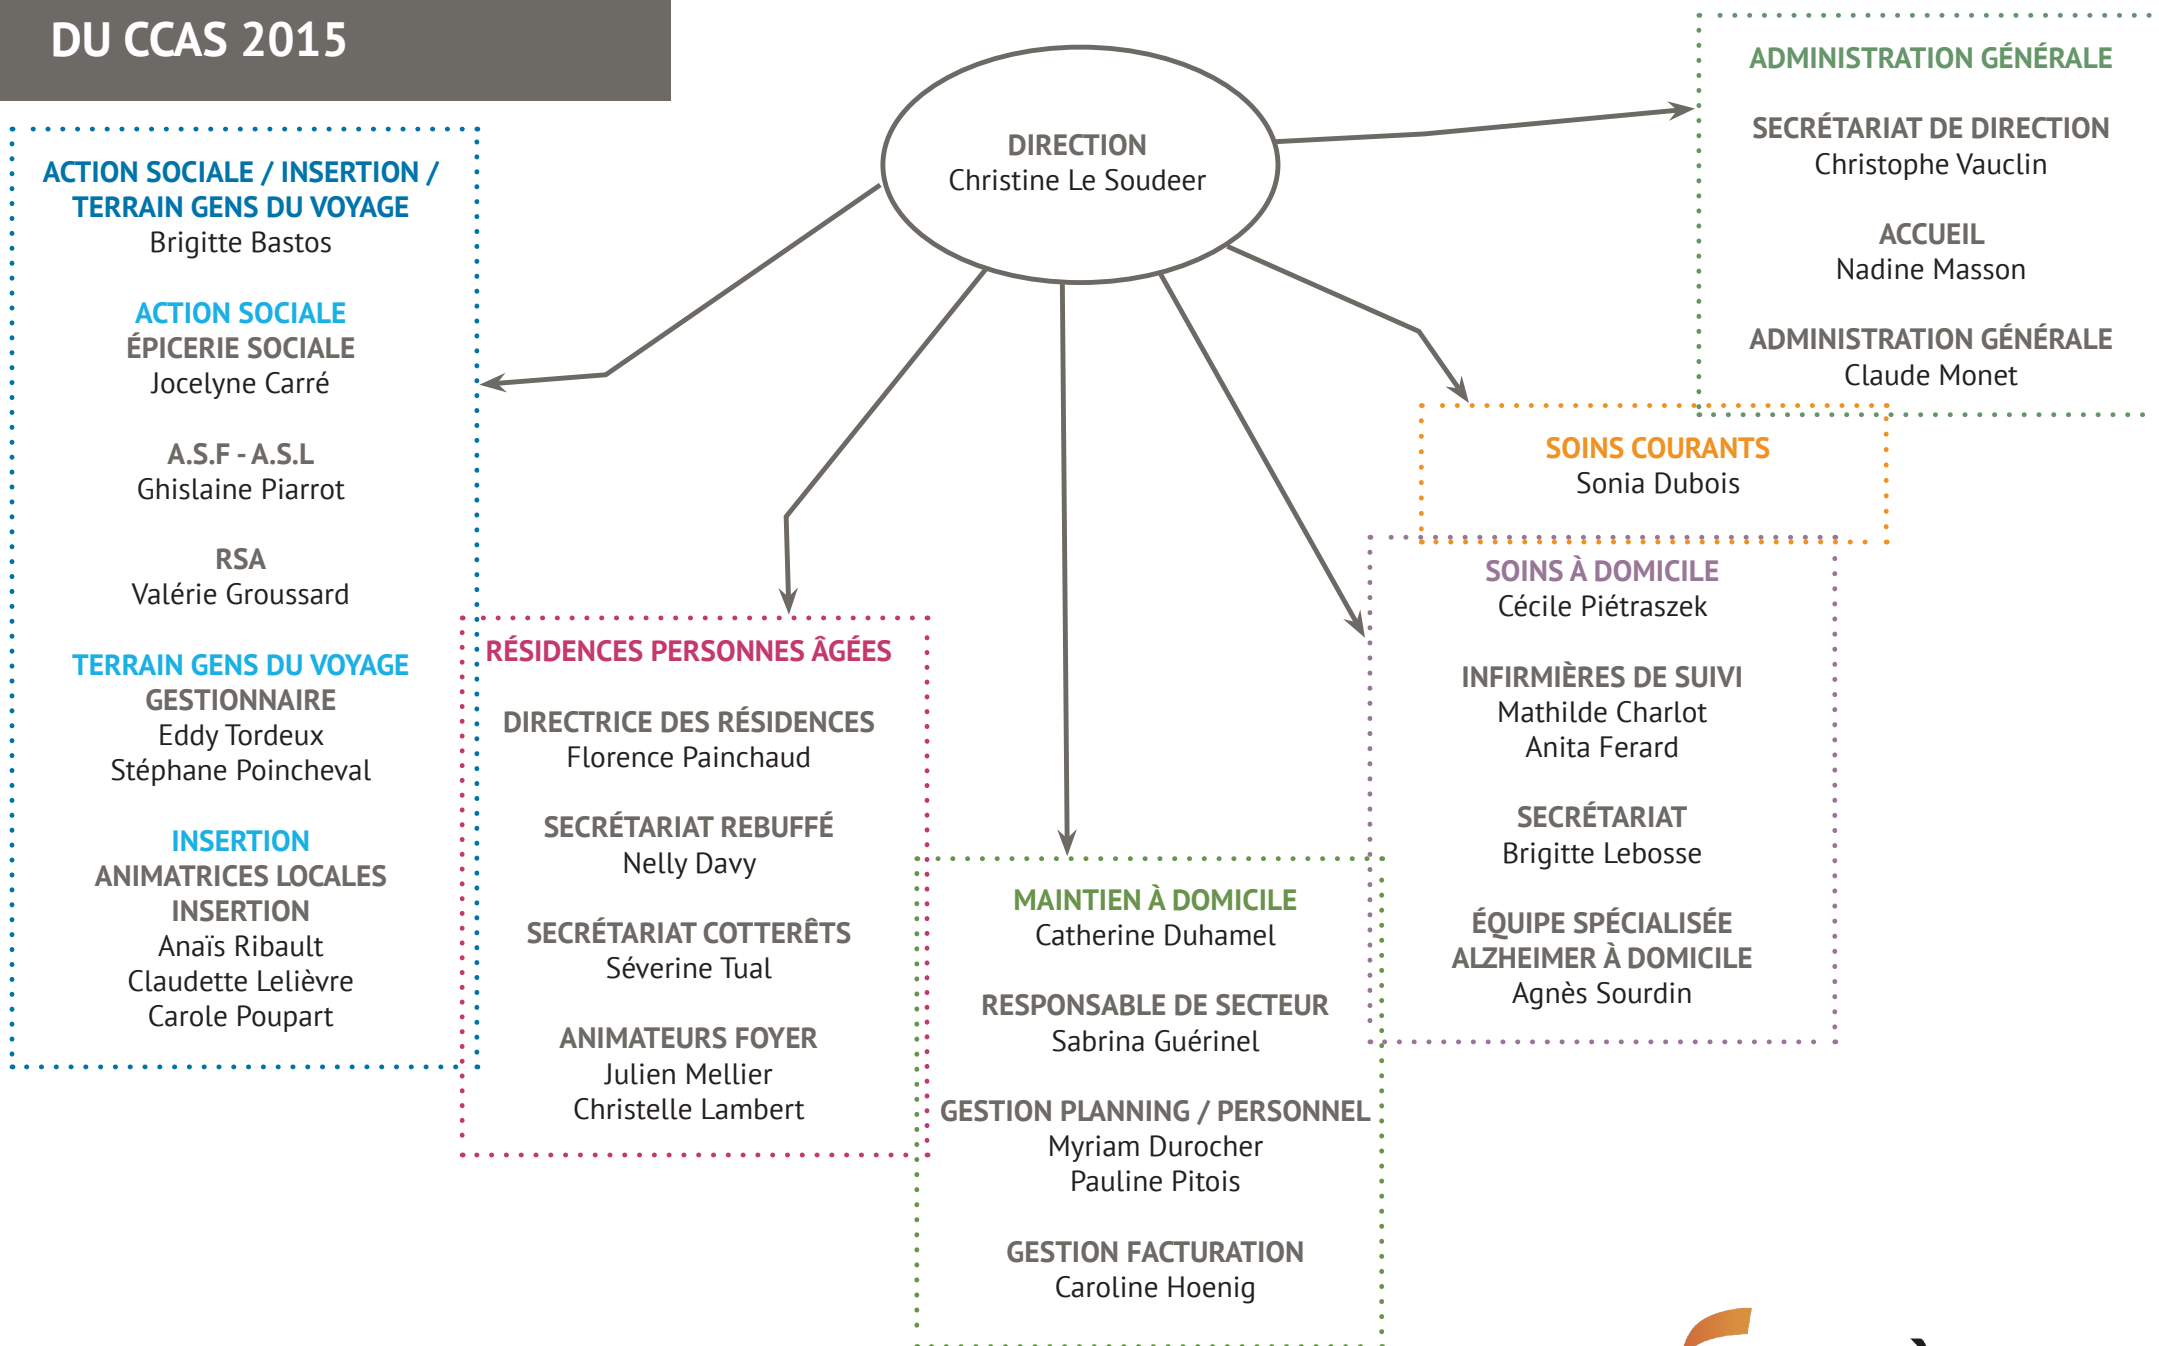 DU CCAS 2015
DIRECTION
Christine Le Soudeer
ACTION SOCIALE / INSERTION /
TERRAIN GENS DU VOYAGE
Brigitte Bastos
ACTION SOCIALE
ÉPICERIE SOCIALE
Jocelyne Carré
A.S.F - A.S.L
Ghislaine Piarrot
RSA
Valérie Groussard
TERRAIN GENS DU VOYAGE
GESTIONNAIRE
Eddy Tordeux
Stéphane Poincheval
INSERTION
ANIMATRICES LOCALES
INSERTION
Anaïs Ribault
Claudette Lelièvre
Carole Poupart
RÉSIDENCES PERSONNES ÂGÉES
DIRECTRICE DES RÉSIDENCES
Florence Painchaud
SECRÉTARIAT REBUFFÉ
Nelly Davy
SECRÉTARIAT COTTERÊTS
Séverine Tual
ANIMATEURS FOYER
Julien Mellier
Christelle Lambert
MAINTIEN À DOMICILE
Catherine Duhamel
RESPONSABLE DE SECTEUR
Sabrina Guérinel
GESTION PLANNING / PERSONNEL
Myriam Durocher
Pauline Pitois
GESTION FACTURATION
Caroline Hoenig
SOINS À DOMICILE
Cécile Piétraszek
INFIRMIÈRES DE SUIVI
Mathilde Charlot
Anita Ferard
SECRÉTARIAT
Brigitte Lebosse
ÉQUIPE SPÉCIALISÉE
ALZHEIMER À DOMICILE
Agnès Sourdin
SOINS COURANTS
Sonia Dubois
ADMINISTRATION GÉNÉRALE
SECRÉTARIAT DE DIRECTION
Christophe Vauclin
ACCUEIL
Nadine Masson
ADMINISTRATION GÉNÉRALE
Claude Monet